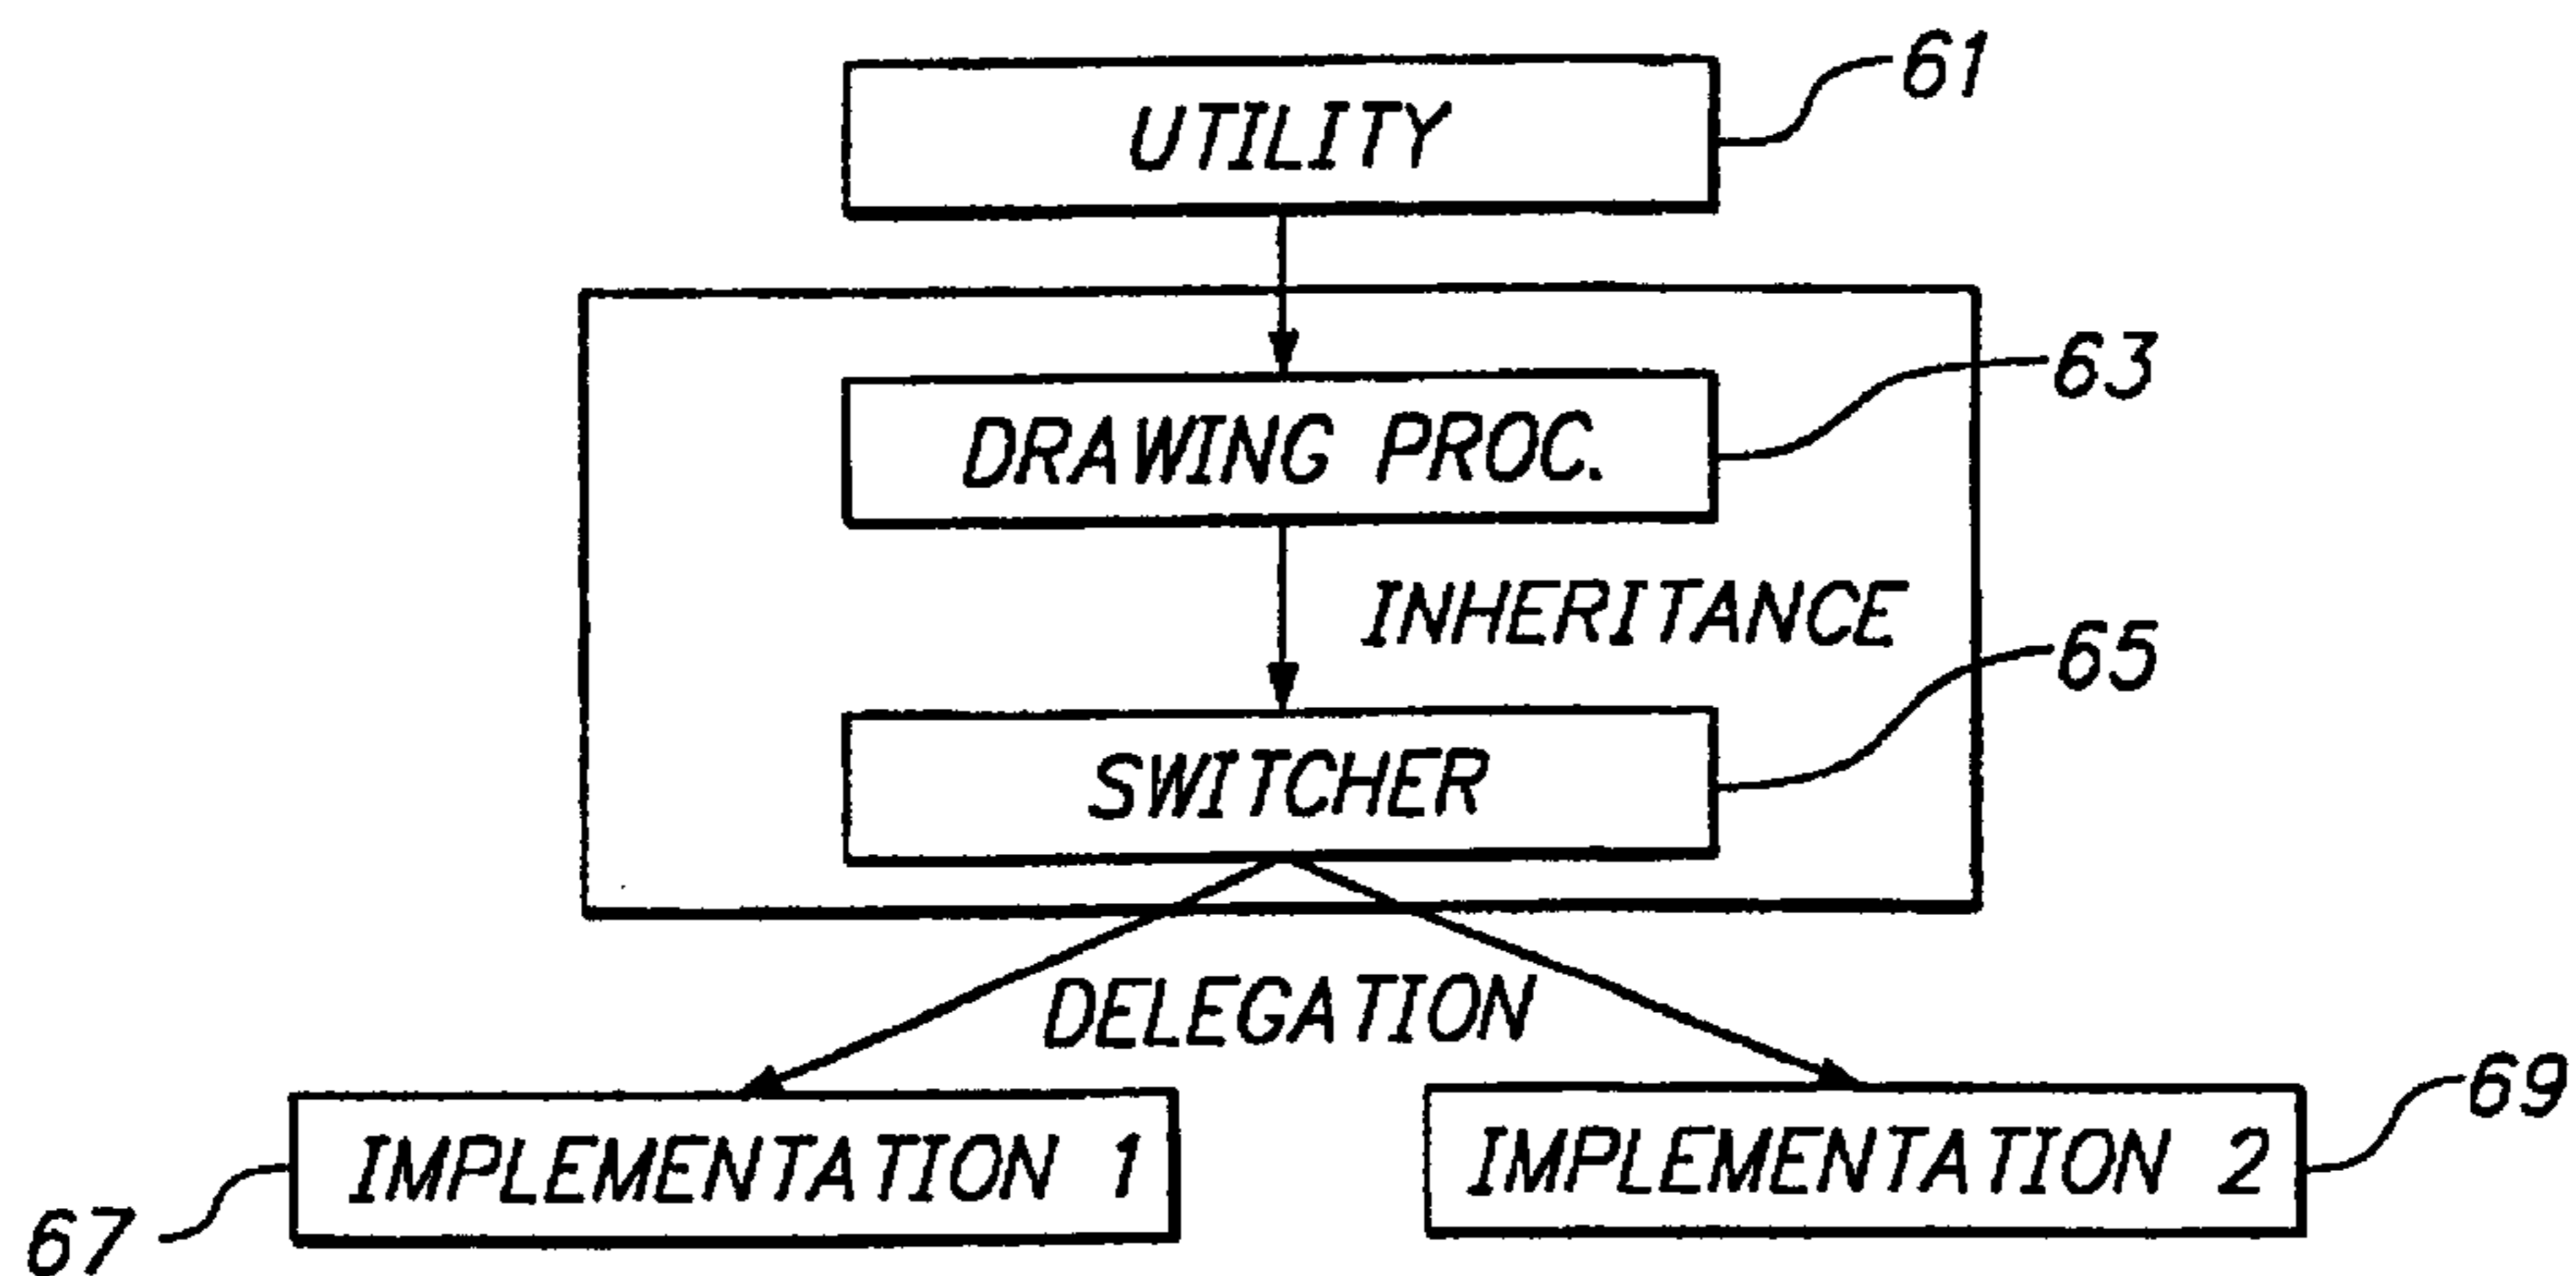 UTILITY
61
DRAWING PROC.
63
INHERITANCE
SWITCHER
65
DELEGATION
IMPLEMENTATION 1
67
IMPLEMENTATION 2
69